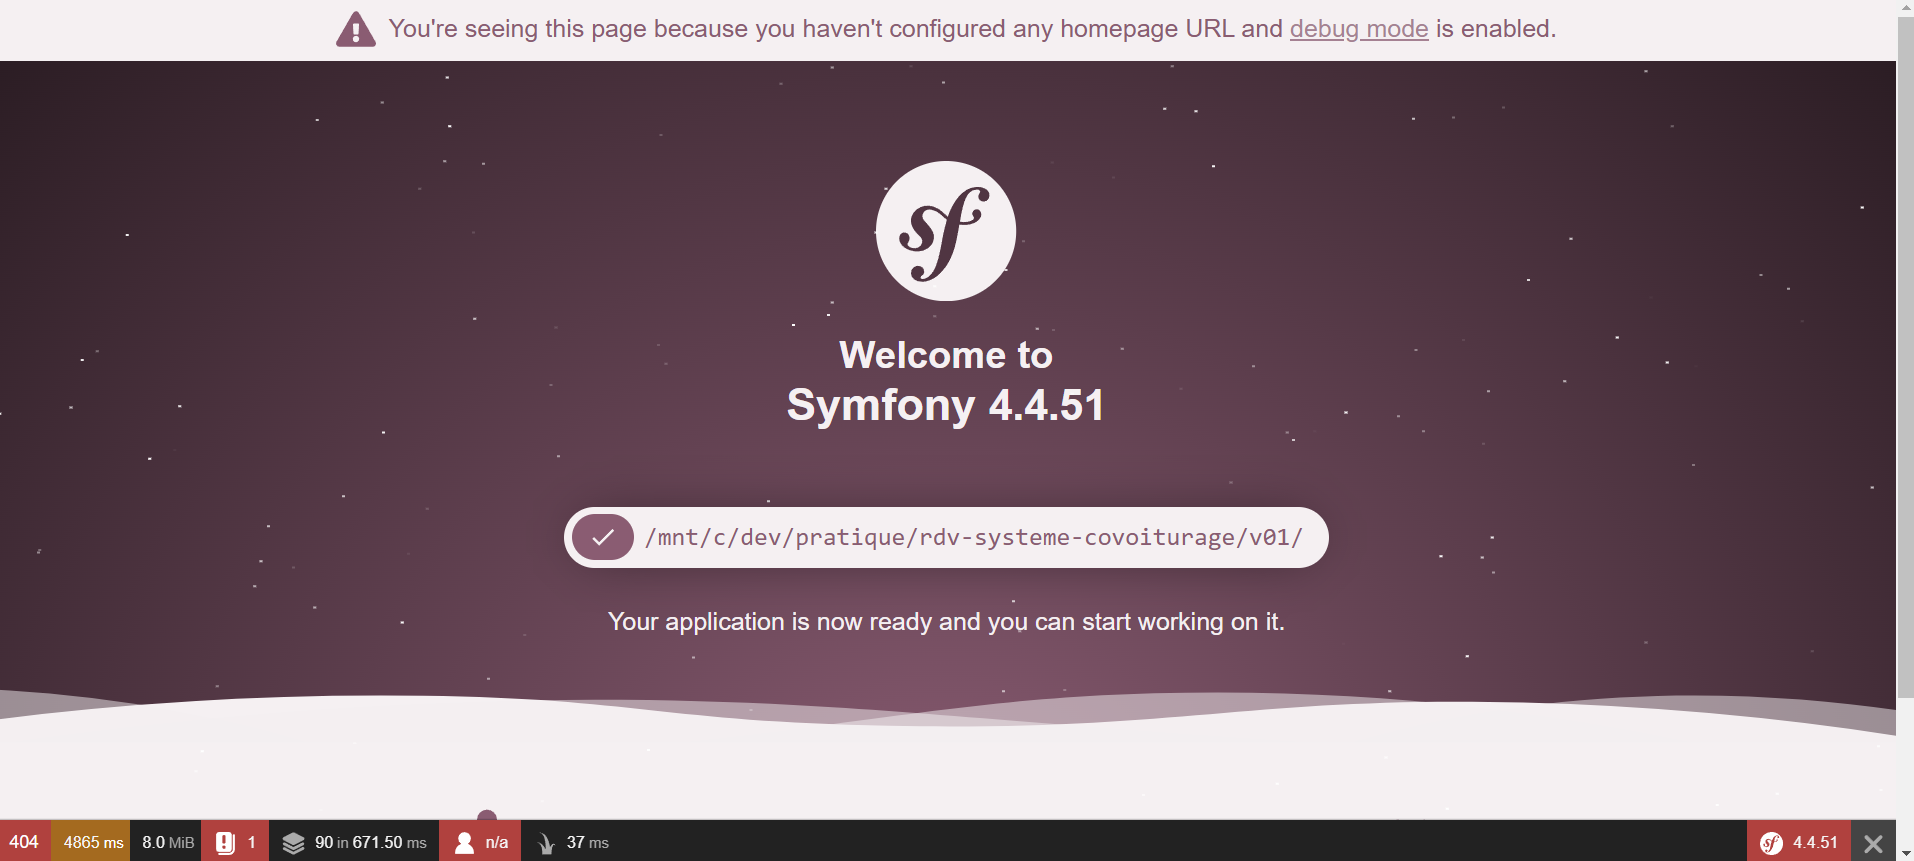 You're seeing this page because you haven't configured any homepage URL and debug mode is enabled.
sf
Welcome to
Symfony 4.4.51
/mnt/c/dev/pratique/rdv-systeme-covoiturage/v01/
Your application is now ready and you can start working on it.
404 4865 ms 8.0 MiB 1 90 in 671.50 ms n/a 37 ms sf 4.4.51